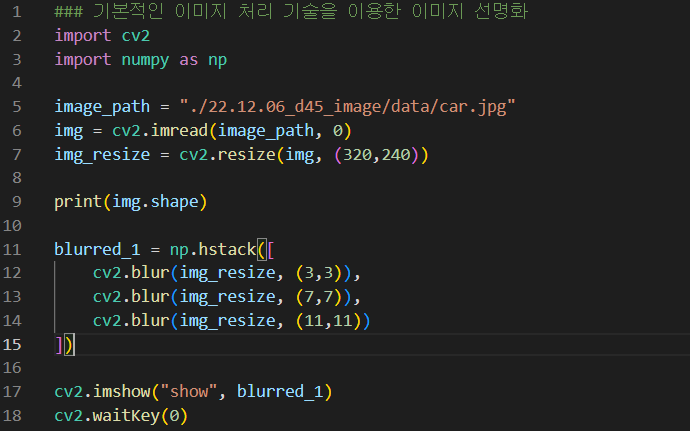 1 ### 기본적인 이미지 처리 기술을 이용한 이미지 선명화
2 import cv2
3 import numpy as np
4
5 image_path = "./22.12.06_d45_image/data/car.jpg"
6 img = cv2.imread(image_path, 0)
7 img_resize = cv2.resize(img, (320,240))
8
9 print(img.shape)
10
11 blurred_1 = np.hstack([
12     cv2.blur(img_resize, (3,3)),
13     cv2.blur(img_resize, (7,7)),
14     cv2.blur(img_resize, (11,11))
15 ])
16
17 cv2.imshow("show", blurred_1)
18 cv2.waitKey(0)